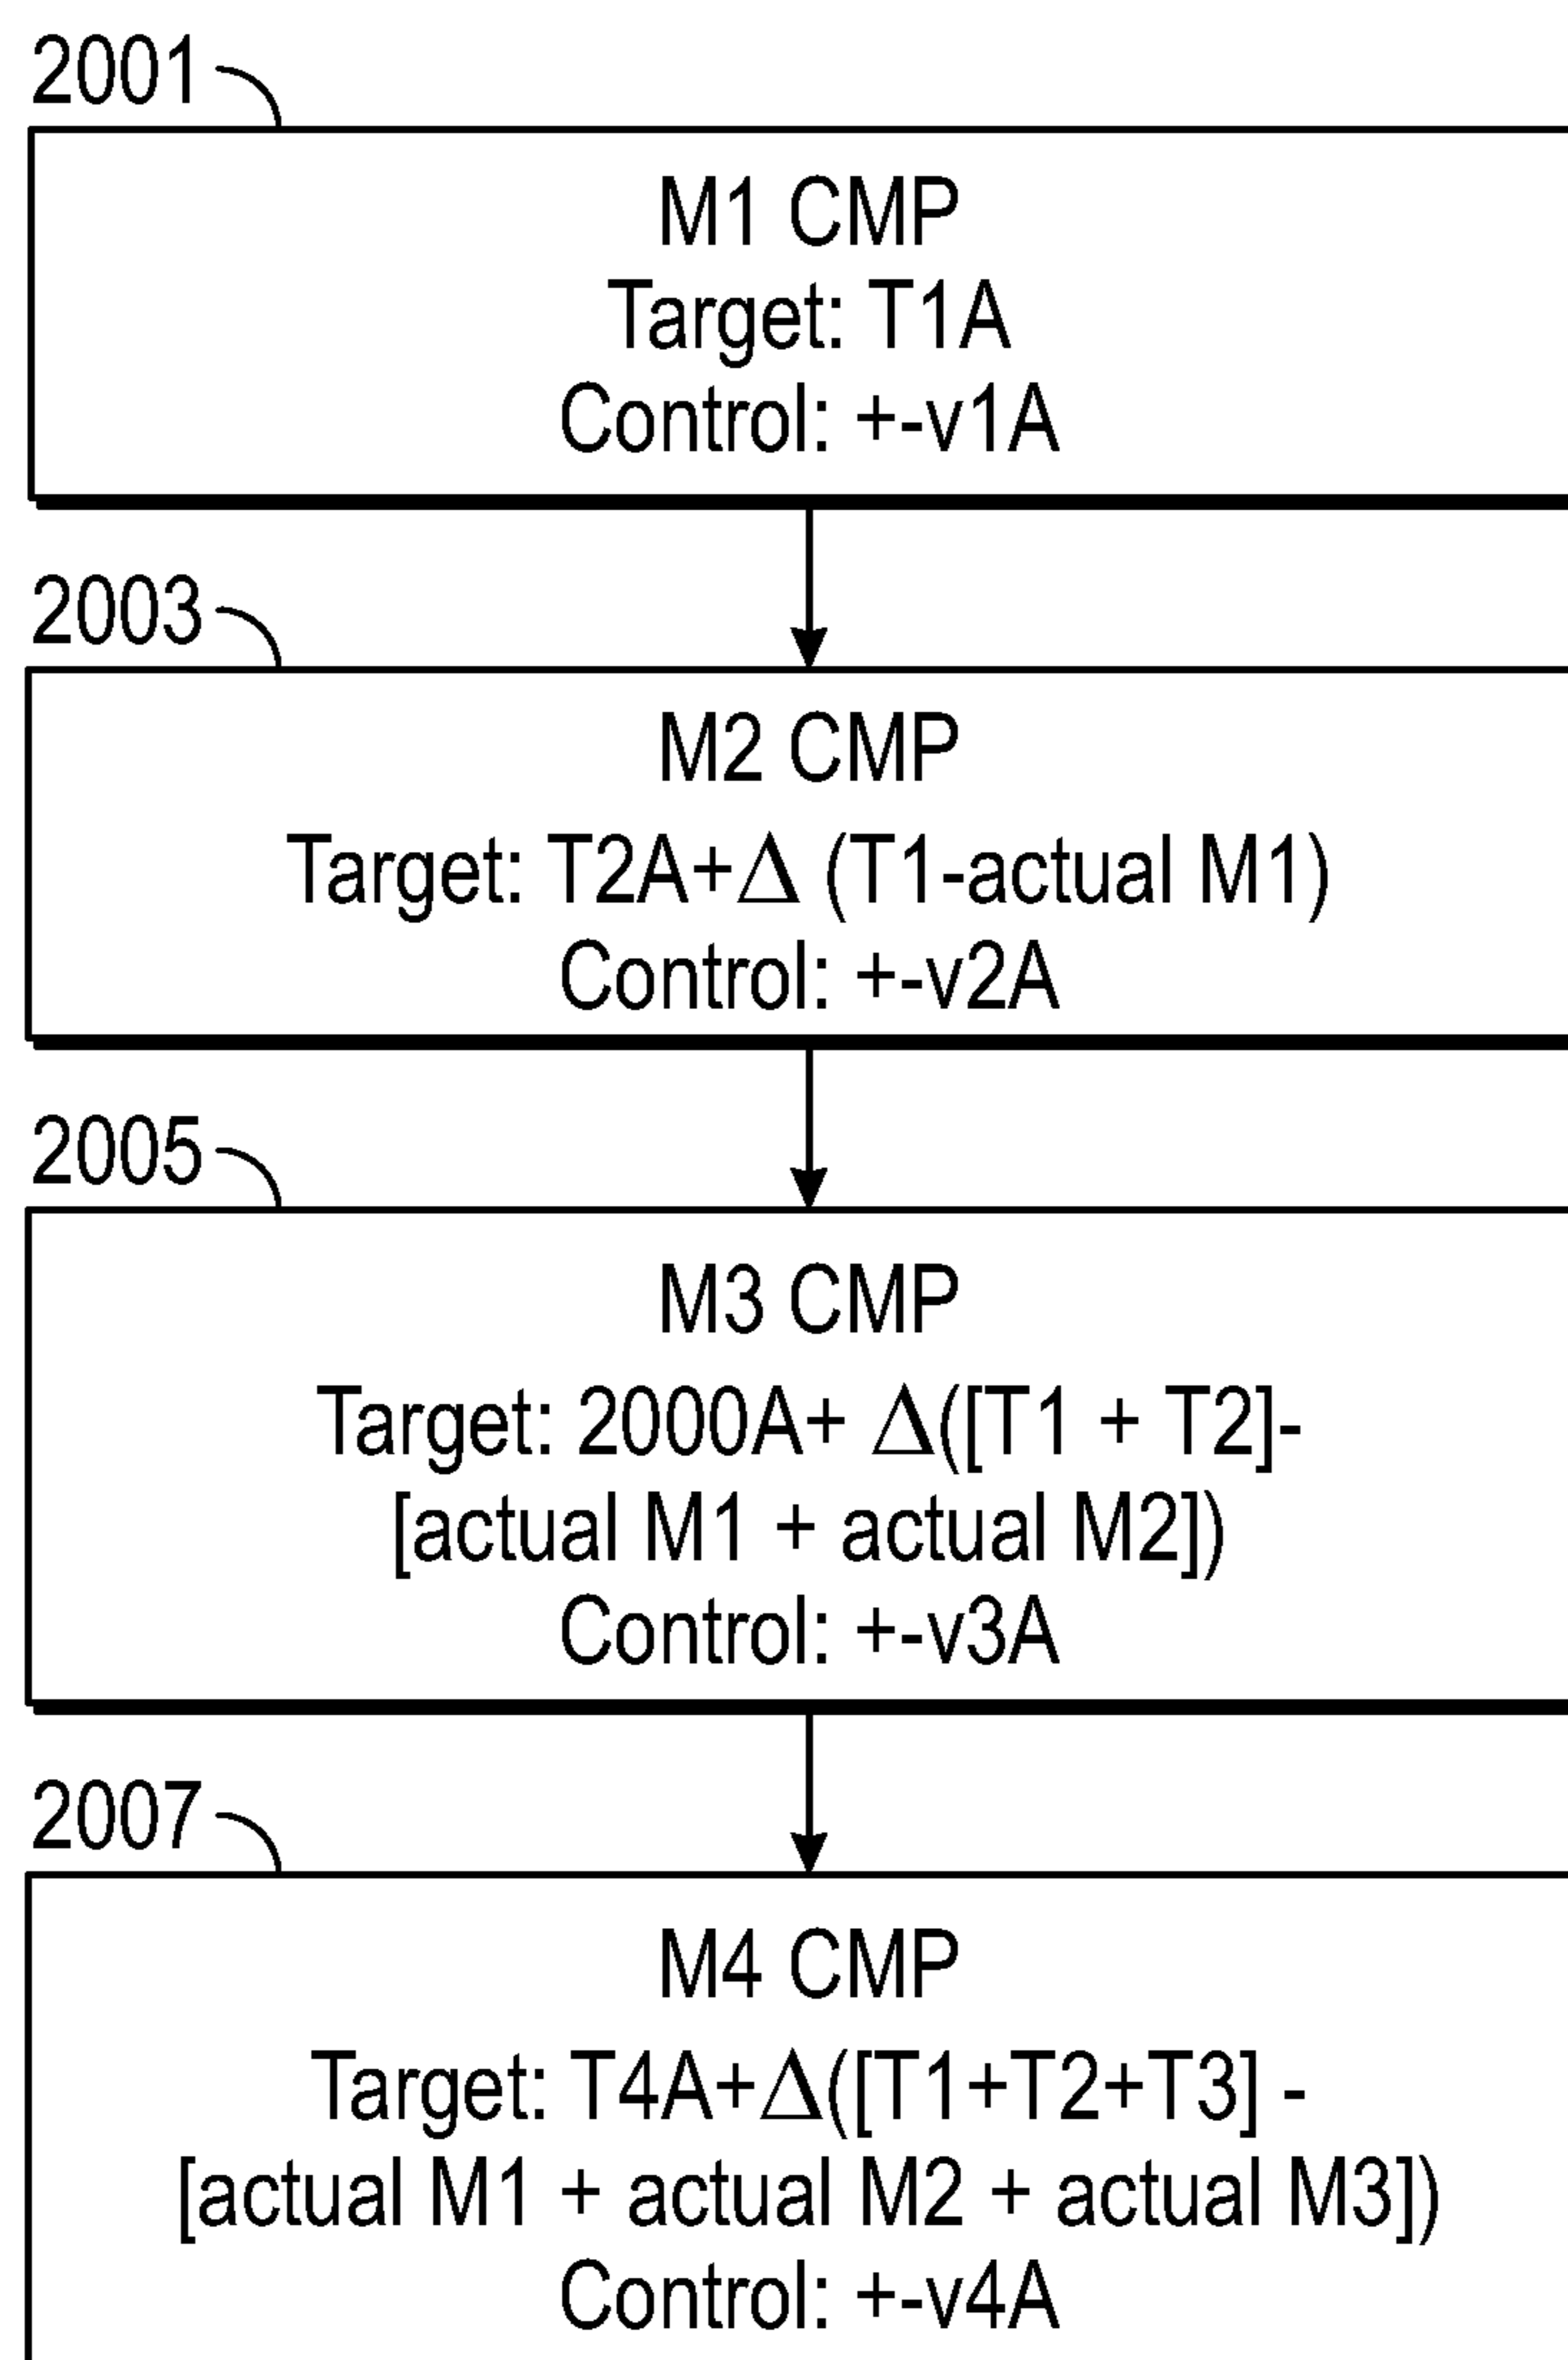 2001
M1 CMP
Target: T1A
Control: +-v1A
2003
M2 CMP
Target: T2A+Δ (T1-actual M1)
Control: +-v2A
2005
M3 CMP
Target: 2000A+ Δ([T1 + T2]-
[actual M1 + actual M2])
Control: +-v3A
2007
M4 CMP
Target: T4A+Δ([T1+T2+T3] -
[actual M1 + actual M2 + actual M3])
Control: +-v4A